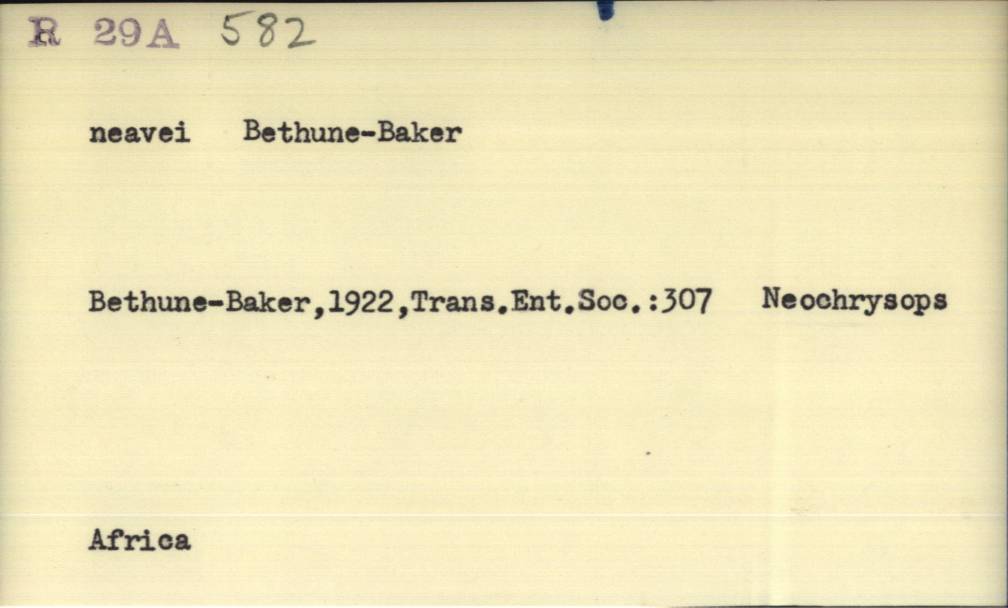 R 29A 582
neavei Bethune-Baker
Bethune-Baker,1922,Trans.Ent.Soc.:307 Neochrysops
Africa